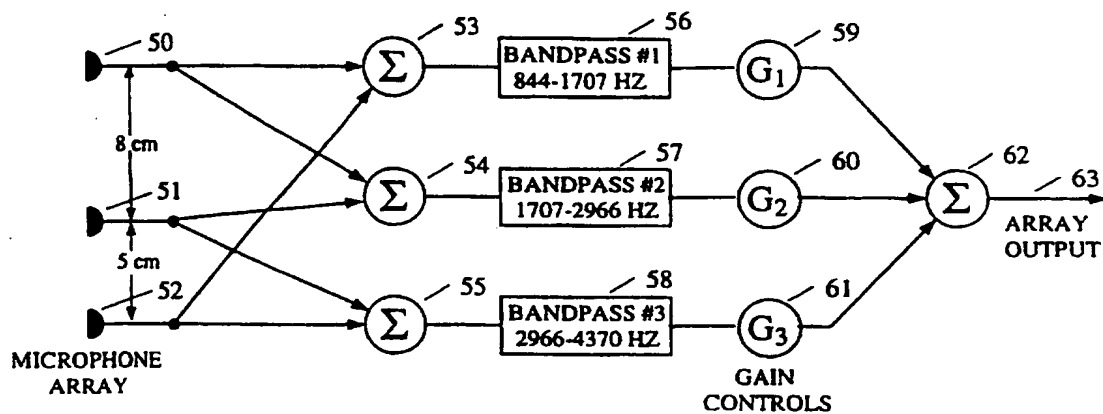 50
53
56
59
Σ
BANDPASS #1
844-1707 HZ
G1
8 cm
54
57
60
62
63
51
Σ
BANDPASS #2
1707-2966 HZ
G2
Σ
ARRAY
OUTPUT
5 cm
52
55
58
61
Σ
BANDPASS #3
2966-4370 HZ
G3
MICROPHONE
ARRAY
GAIN
CONTROLS